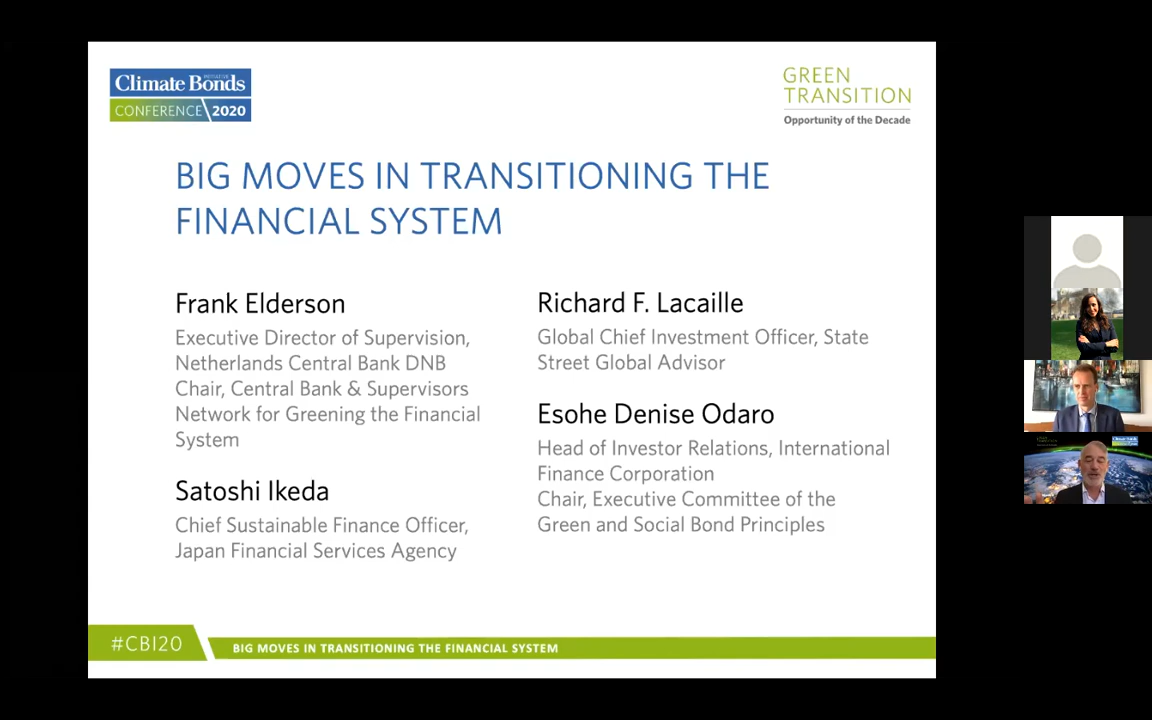 Climate Bonds
INITIATIVE
CONFERENCE 2020
GREEN
TRANSITION
Opportunity of the Decade
BIG MOVES IN TRANSITIONING THE
FINANCIAL SYSTEM
Frank Elderson
Executive Director of Supervision,
Netherlands Central Bank DNB
Chair, Central Bank & Supervisors
Network for Greening the Financial
System
Satoshi Ikeda
Chief Sustainable Finance Officer,
Japan Financial Services Agency
Richard F. Lacaille
Global Chief Investment Officer, State
Street Global Advisor
Esohe Denise Odaro
Head of Investor Relations, International
Finance Corporation
Chair, Executive Committee of the
Green and Social Bond Principles
#CBI20
BIG MOVES IN TRANSITIONING THE FINANCIAL SYSTEM
Climate Bonds